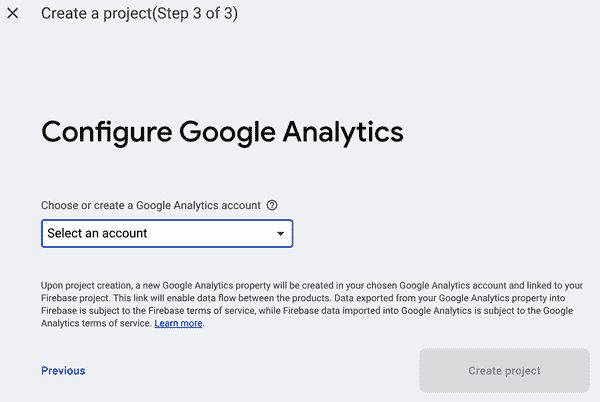 Create a project(Step 3 of 3)
Configure Google Analytics
Choose or create a Google Analytics account
Select an account
Upon project creation, a new Google Analytics property will be created in your chosen Google Analytics account and linked to your
Firebase project. This link will enable data flow between the products. Data exported from your Google Analytics property into
Firebase is subject to the Firebase terms of service, while Firebase data imported into Google Analytics is subject to the Google
Analytics terms of service. Learn more.
Previous
Create project